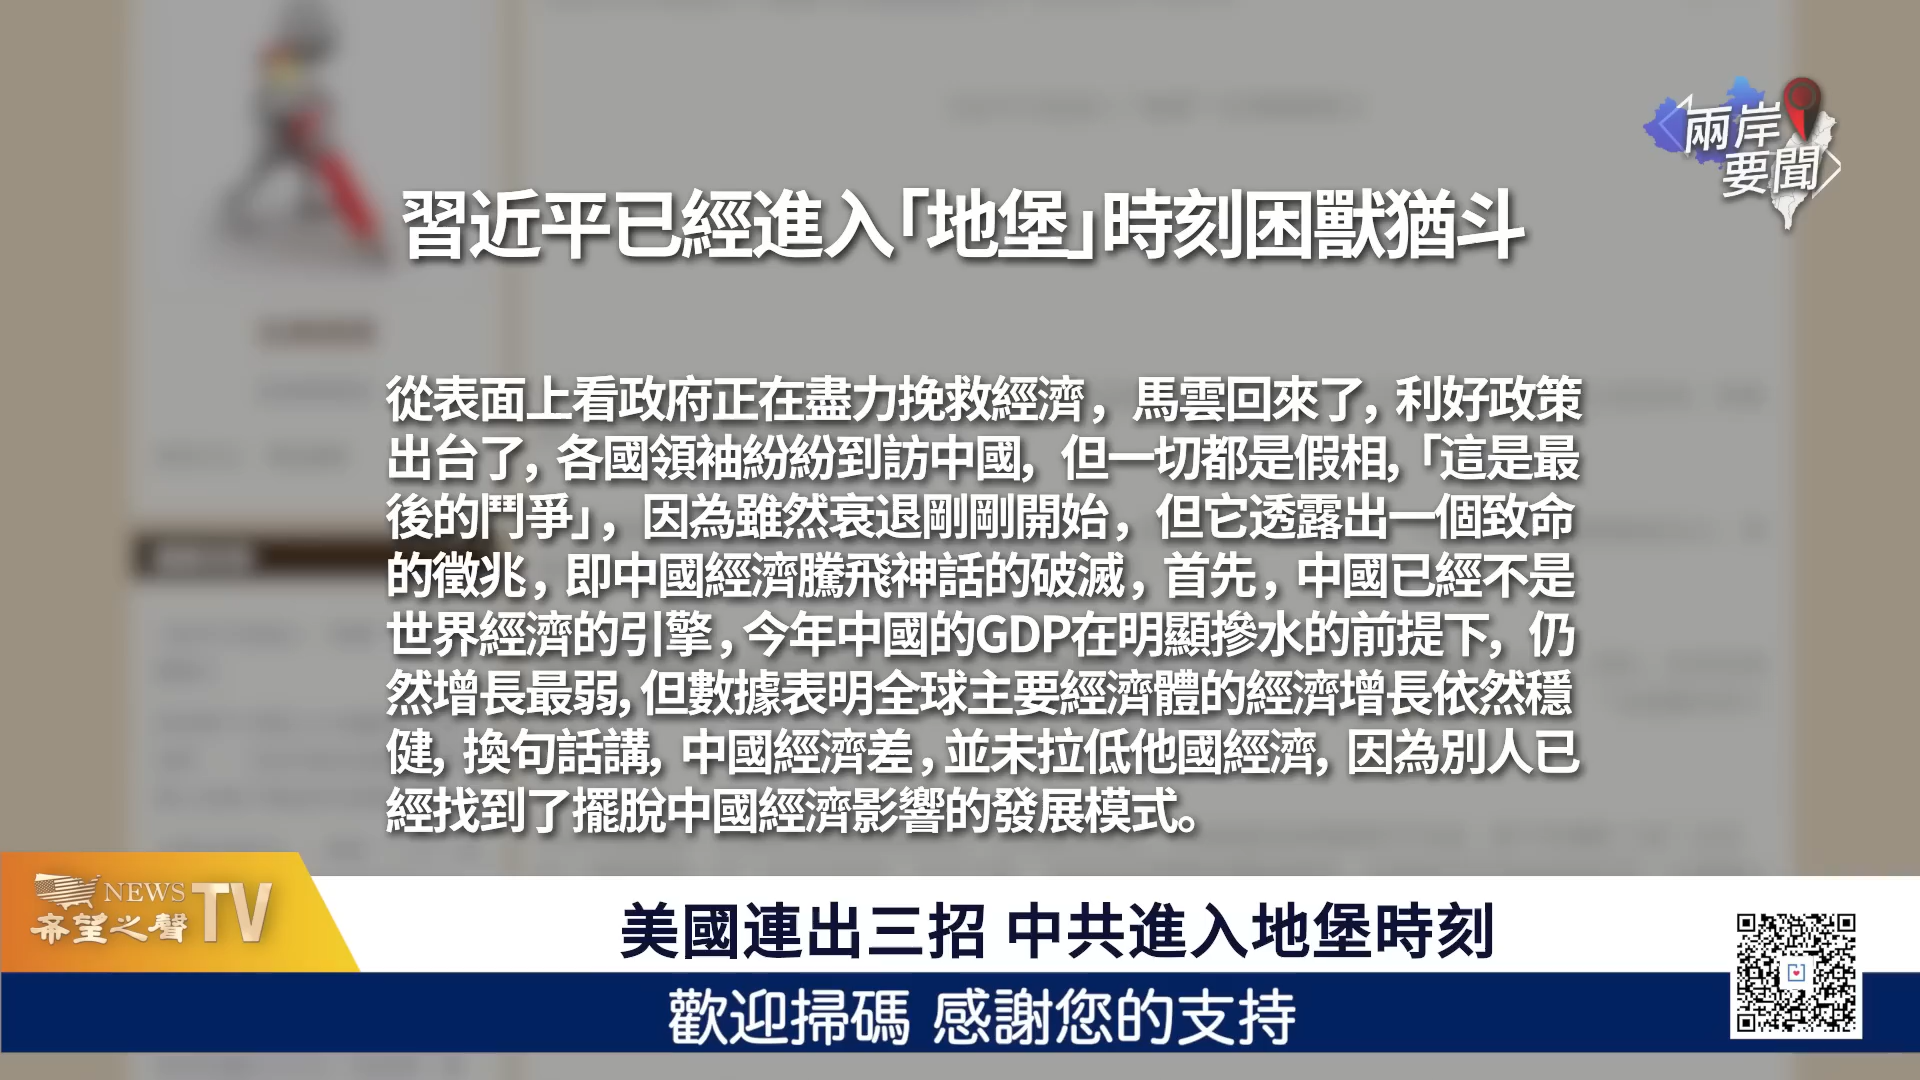 兩岸
要聞
習近平已經進入「地堡」時刻困獸猶斗
從表面上看政府正在盡力挽救經濟，馬雲回來了，利好政策
出台了，各國領袖紛紛到訪中國，但一切都是假相，「這是最
後的鬥爭」，因為雖然衰退剛剛開始，但它透露出一個致命
的徵兆，即中國經濟騰飛神話的破滅，首先，中國已經不是
世界經濟的引擎，今年中國的GDP在明顯摻水的前提下，仍
然增長最弱，但數據表明全球主要經濟體的經濟增長依然穩
健，換句話講，中國經濟差，並未拉低他國經濟，因為別人已
經找到了擺脫中國經濟影響的發展模式。
NEWS
希望之聲 TV
美國連出三招 中共進入地堡時刻
歡迎掃碼 感謝您的支持